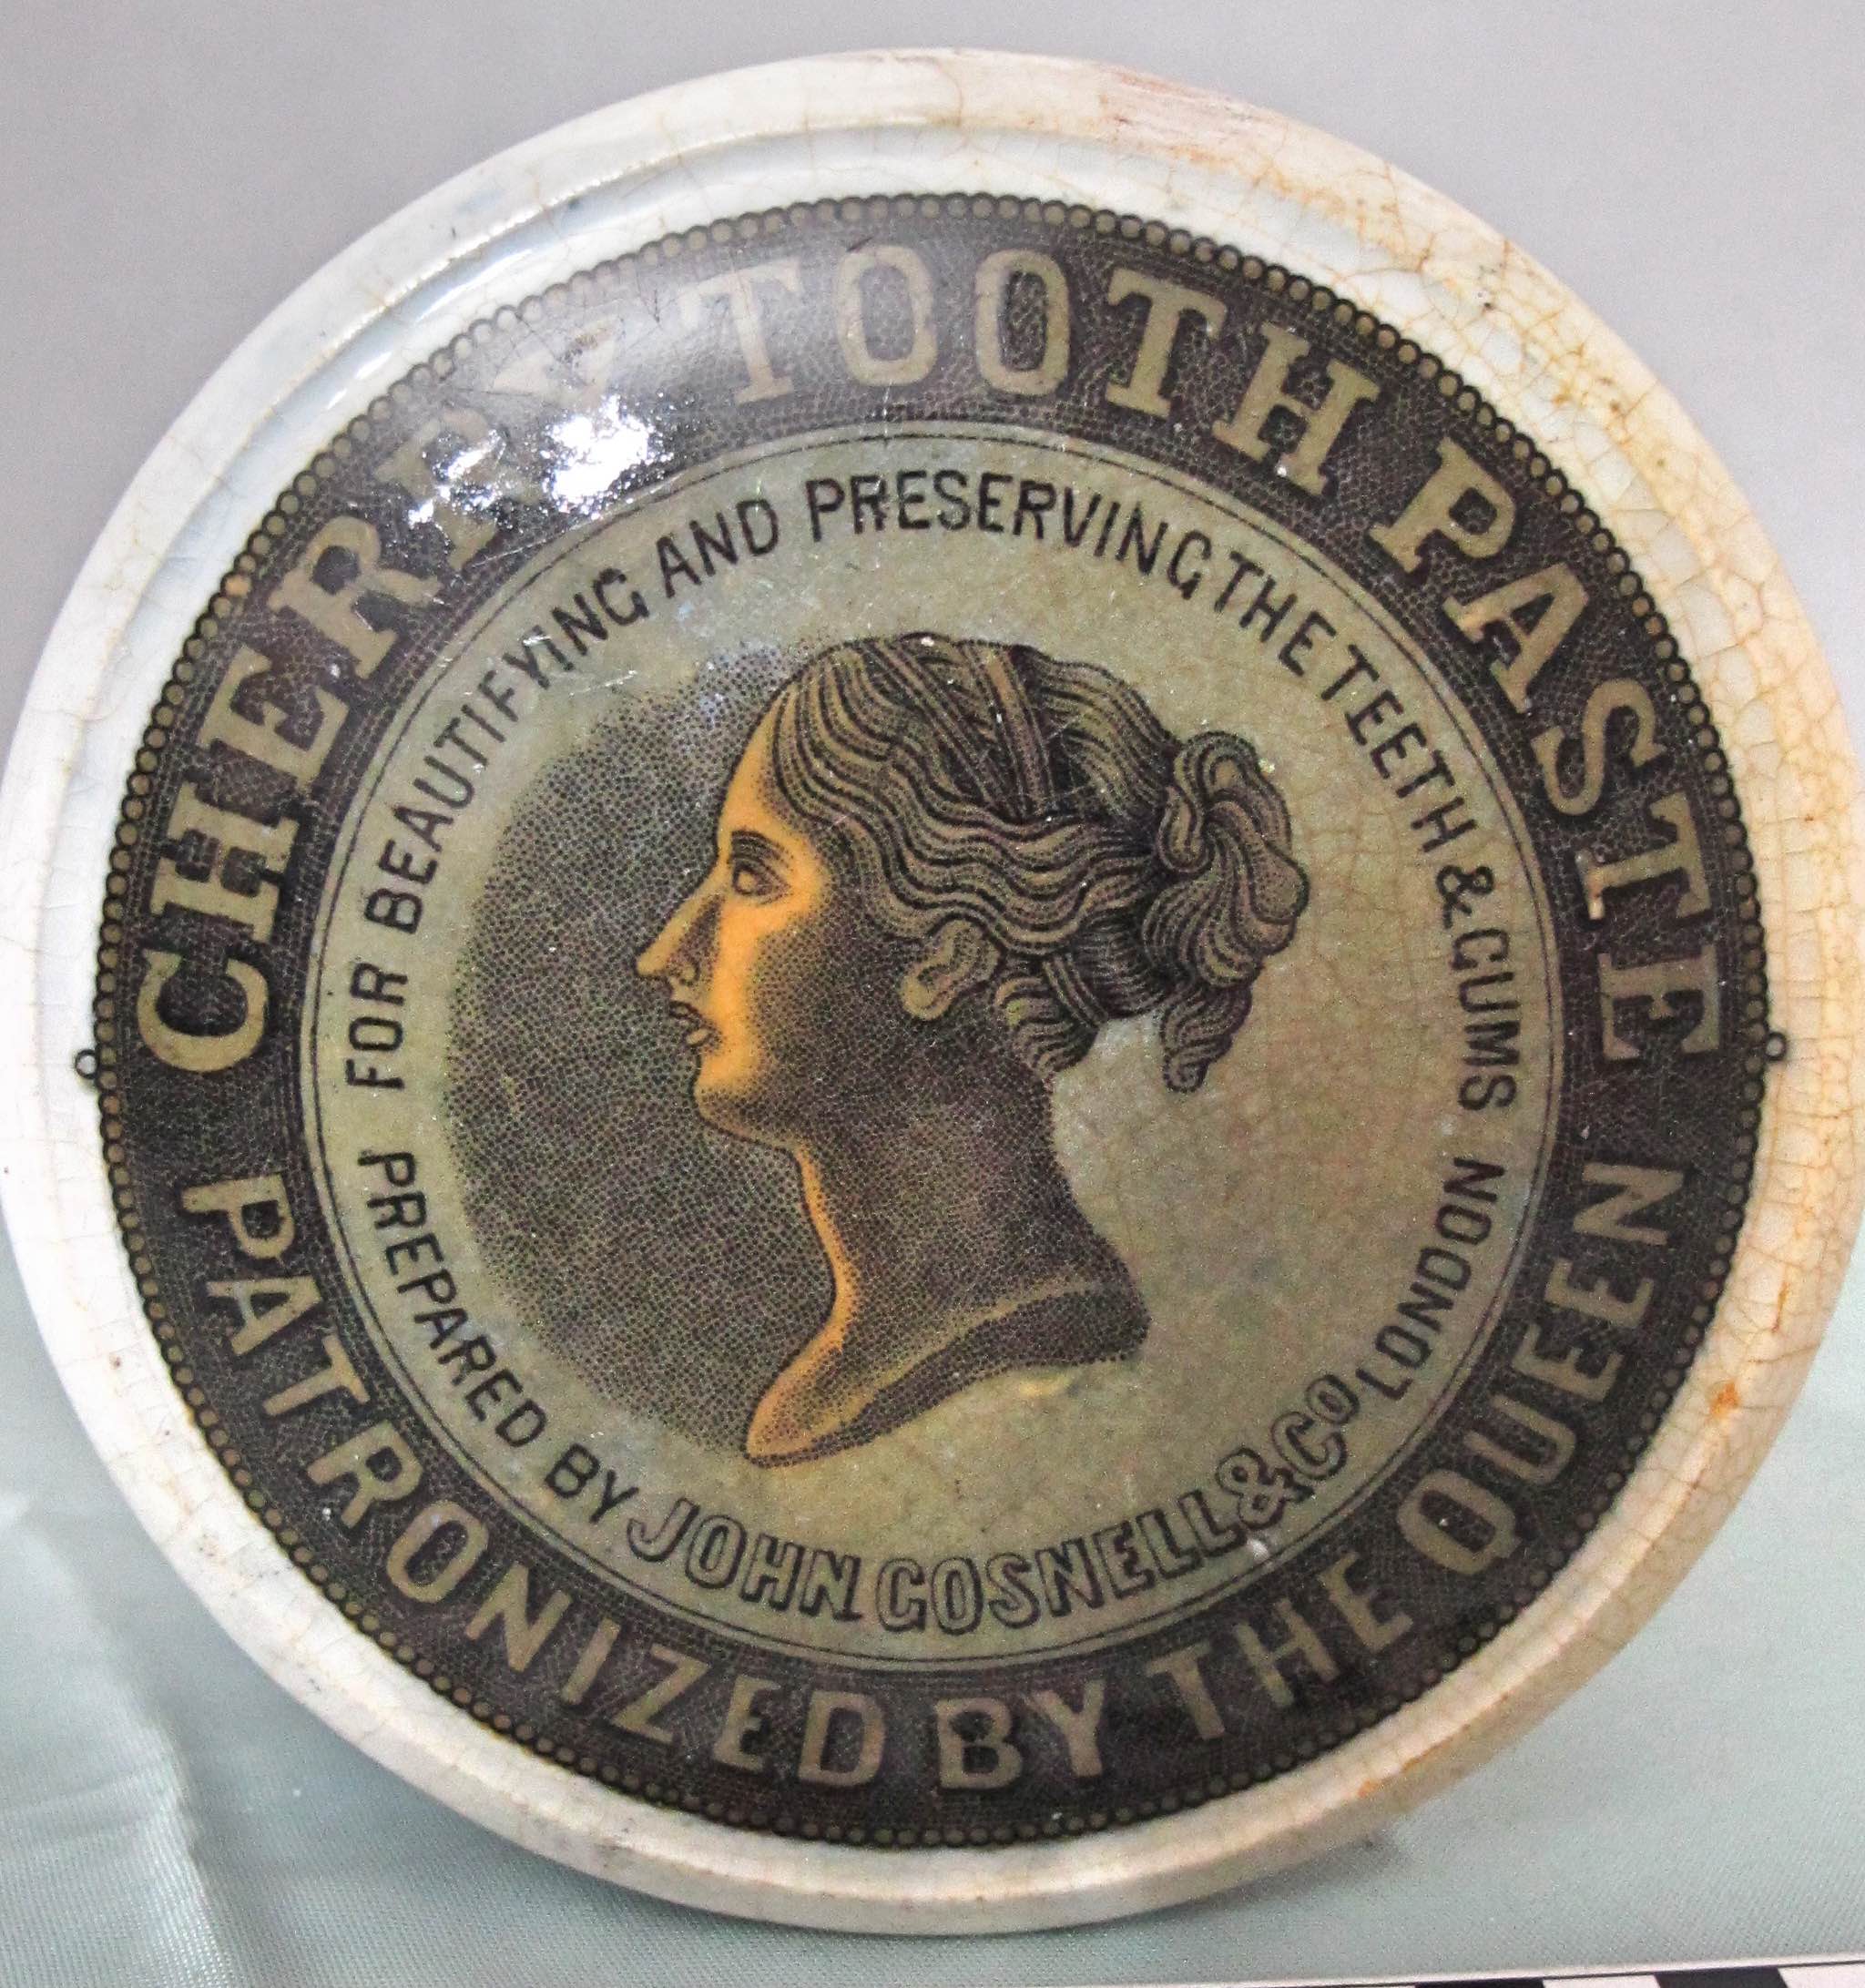 CHERRY TOOTH PASTE
FOR BEAUTIFYING AND PRESERVING THE TEETH & GUMS
PREPARED BY JOHN GOSNELL & Co LONDON
PATRONIZED BY THE QUEEN